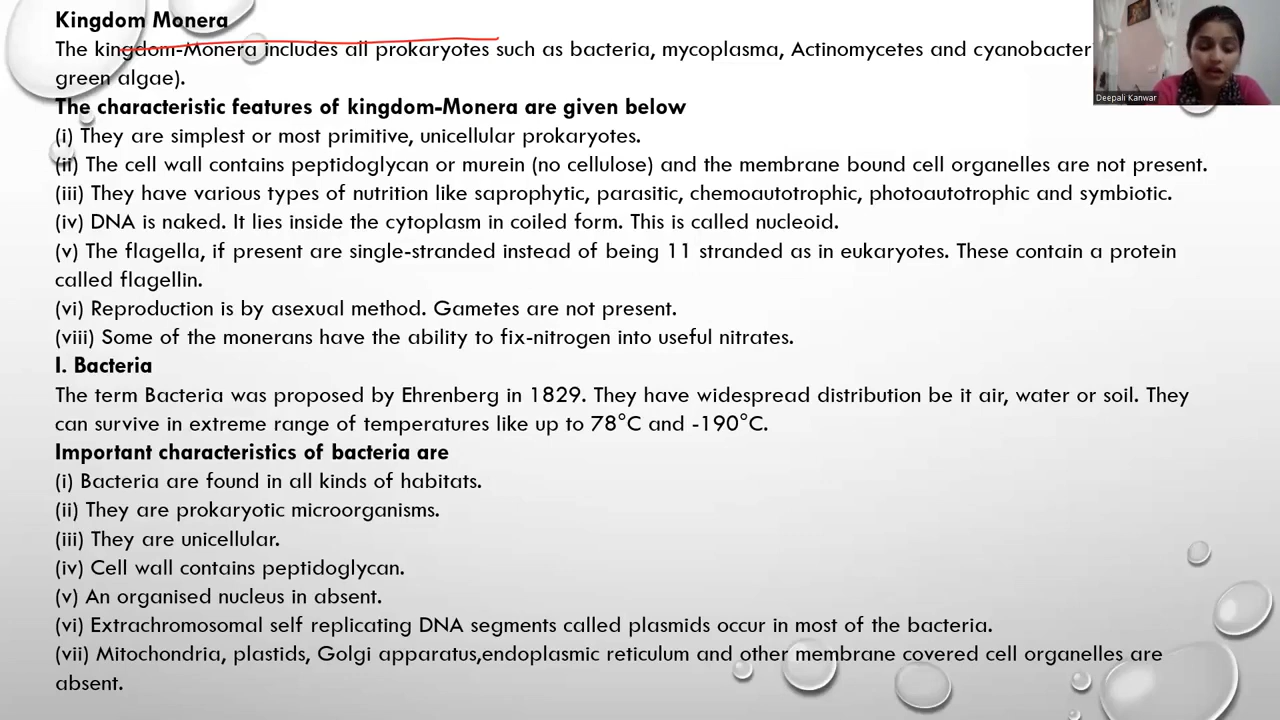 Kingdom Monera
The kingdom-Monera includes all prokaryotes such as bacteria, mycoplasma, Actinomycetes and
green algae).
The characteristic features of kingdom-Monera are given below
(i) They are simplest or most primitive, unicellular prokaryotes.
(ii) The cell wall contains peptidoglycan or murein (no cellulose) and the membrane bound cell organelles are not present.
(iii) They have various types of nutrition like saprophytic, parasitic, chemoautotrophic, photoautotrophic and symbiotic.
(iv) DNA is naked. It lies inside the cytoplasm in coiled form. This is called nucleoid.
(v) The flagella, if present are single-stranded instead of being 11 stranded as in eukaryotes. These contain a protein
called flagellin.
(vi) Reproduction is by asexual method. Gametes are not present.
(viii) Some of the monerans have the ability to fix-nitrogen into useful nitrates.
I. Bacteria
The term Bacteria was proposed by Ehrenberg in 1829. They have widespread distribution be it air, water or soil. They
can survive in extreme range of temperatures like up to 78°C and -190°C.
Important characteristics of bacteria are
(i) Bacteria are found in all kinds of habitats.
(ii) They are prokaryotic microorganisms.
(iii) They are unicellular.
(iv) Cell wall contains peptidoglycan.
(v) An organised nucleus in absent.
(vi) Extrachromosomal self replicating DNA segments called plasmids occur in most of the bacteria.
(vii) Mitochondria, plastids, Golgi apparatus,endoplasmic reticulum and other membrane covered cell organelles are
absent.
Deepali Kanwar